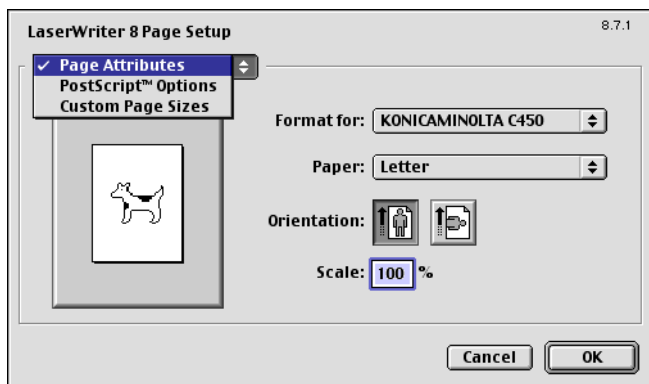 LaserWriter 8 Page Setup
8.7.1
✓ Page Attributes
PostScript™ Options
Custom Page Sizes
Format for: KONICAMINOLTA C450
Paper: Letter
Orientation:
Scale: 100 %
Cancel OK